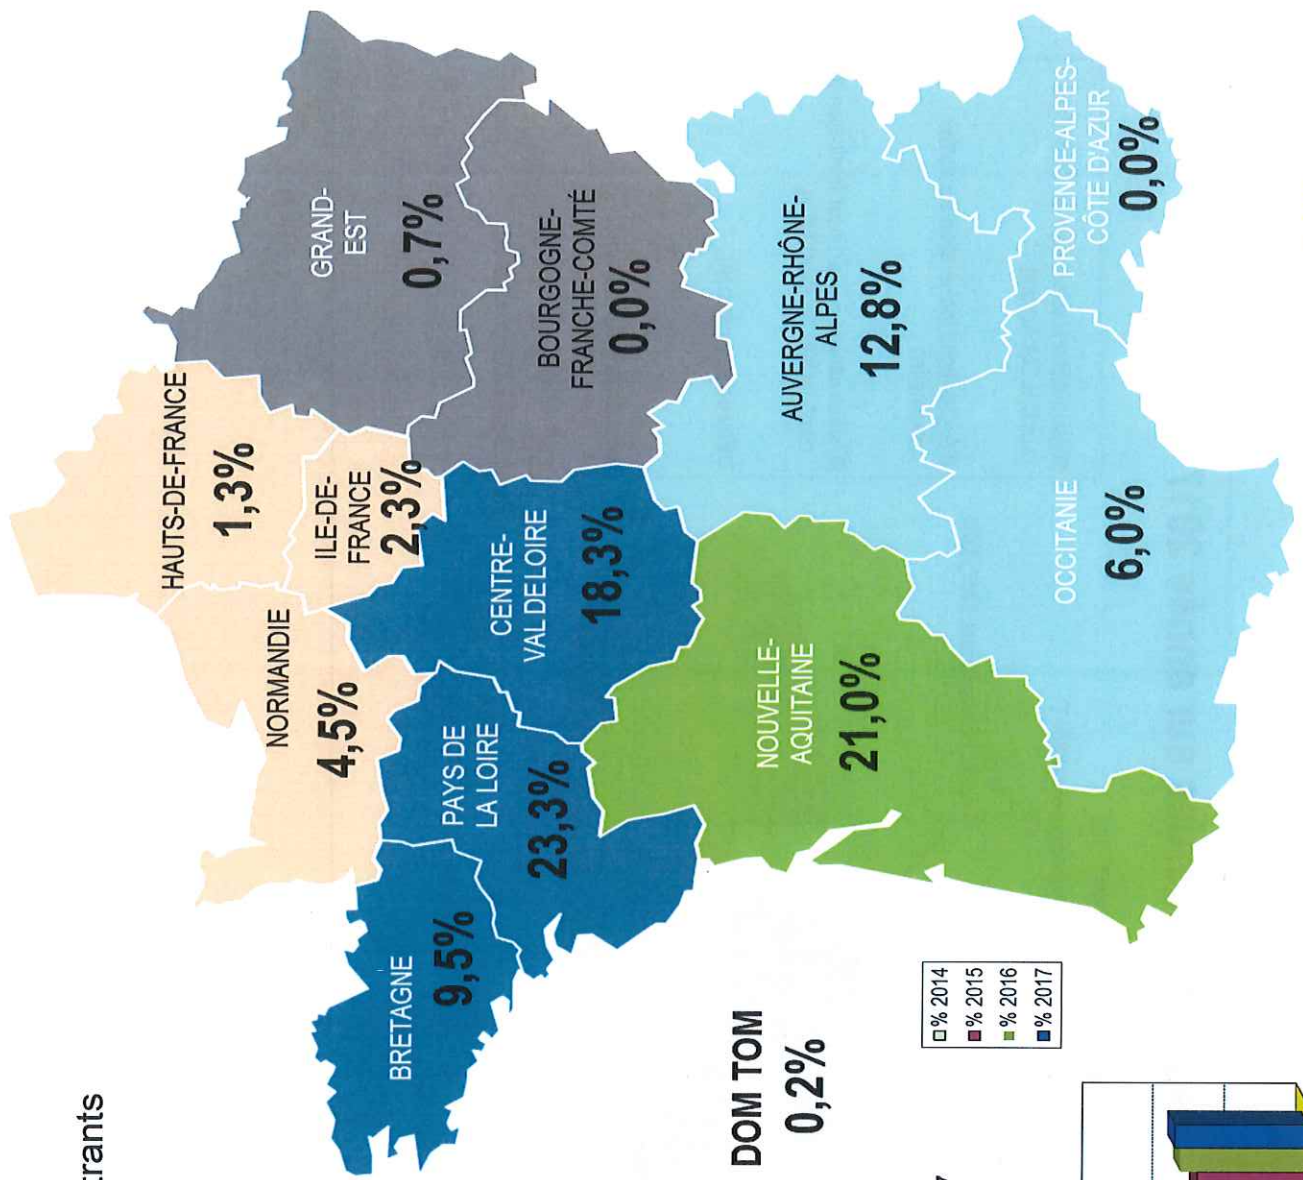 HAUTS-DE-FRANCE
1,3%
NORMANDIE
4,5%
ILE-DE-
FRANCE
2,3%
GRAND-
EST
0,7%
BRETAGNE
9,5%
PAYS DE
LA LOIRE
23,3%
CENTRE-
VAL DE LOIRE
18,3%
BOURGOGNE-
FRANCHE-COMTÉ
0,0%
NOUVELLE-
AQUITAINE
21,0%
AUVERGNE-RHÔNE-
ALPES
12,8%
OCCITANIE
6,0%
PROVENCE-ALPES-
CÔTE D'AZUR
0,0%
DOM TOM
0,2%
% 2014
% 2015
% 2016
% 2017